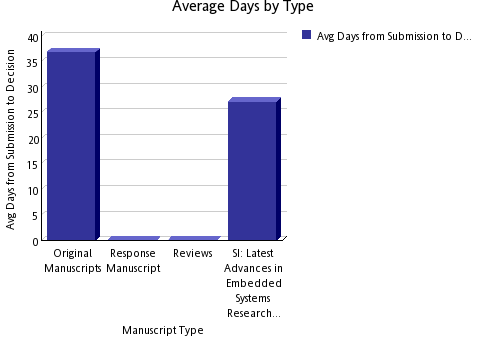 Average Days by Type
Avg Days from Submission to D...
Avg Days from Submission to Decision
40
35
30
25
20
15
10
5
0
Original Manuscripts
Response Manuscript
Reviews
SI: Latest
Advances in
Embedded
Systems
Research...
Manuscript Type